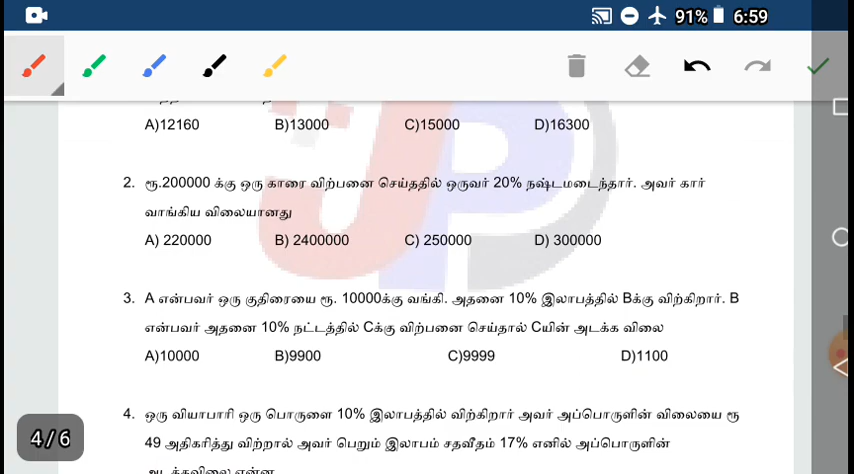 91% 6:59
A)12160 B)13000 C)15000 D)16300
2. ரூ.200000 க்கு ஒரு காரை விற்பனை செய்ததில் ஒருவர் 20% நஷ்டமடைந்தார். அவர் கார்
வாங்கிய விலையானது
A) 220000 B) 2400000 C) 250000 D) 300000
3. A என்பவர் ஒரு குதிரையை ரூ. 10000க்கு வங்கி. அதனை 10% இலாபத்தில் Bக்கு விற்கிறார். B
என்பவர் அதனை 10% நட்டத்தில் Cக்கு விற்பனை செய்தால் Cயின் அடக்க விலை
A)10000 B)9900 C)9999 D)1100
4. ஒரு வியாபாரி ஒரு பொருளை 10% இலாபத்தில் விற்கிறார் அவர் அப்பொருளின் விலையை ரூ
49 அதிகரித்து விற்றால் அவர் பெறும் இலாபம் சதவீதம் 17% எனில் அப்பொருளின்
அடக்கவிலை என்ன
4/6